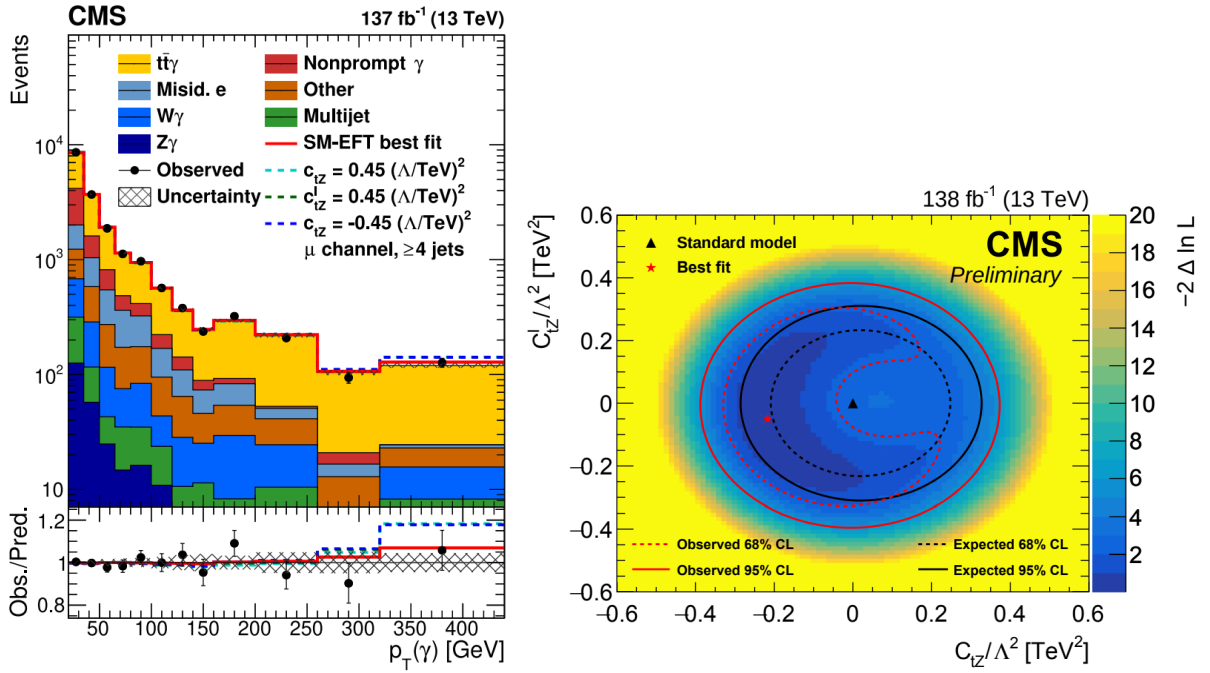 CMS
137 fb⁻¹ (13 TeV)
Events
tt̄γ
Nonprompt γ
Misid. e
Other
Wγ
Multijet
Zγ
SM-EFT best fit
Observed
c_tZ = 0.45 (Λ/TeV)²
Uncertainty
c_tZ^I = 0.45 (Λ/TeV)²
c_tZ = -0.45 (Λ/TeV)²
μ channel, ≥4 jets
10⁴
10³
10²
10
Obs./Pred.
1.2
1
0.8
50 100 150 200 250 300 350 400
p_T(γ) [GeV]
138 fb⁻¹ (13 TeV)
C_tZ^I/Λ² [TeV²]
0.6
0.4
0.2
0
−0.2
−0.4
−0.6
Standard model
Best fit
CMS
Preliminary
Observed 68% CL
Expected 68% CL
Observed 95% CL
Expected 95% CL
−0.6 −0.4 −0.2 0 0.2 0.4 0.6
C_tZ/Λ² [TeV²]
20
18
16
14
12
10
8
6
4
2
−2 Δ ln L